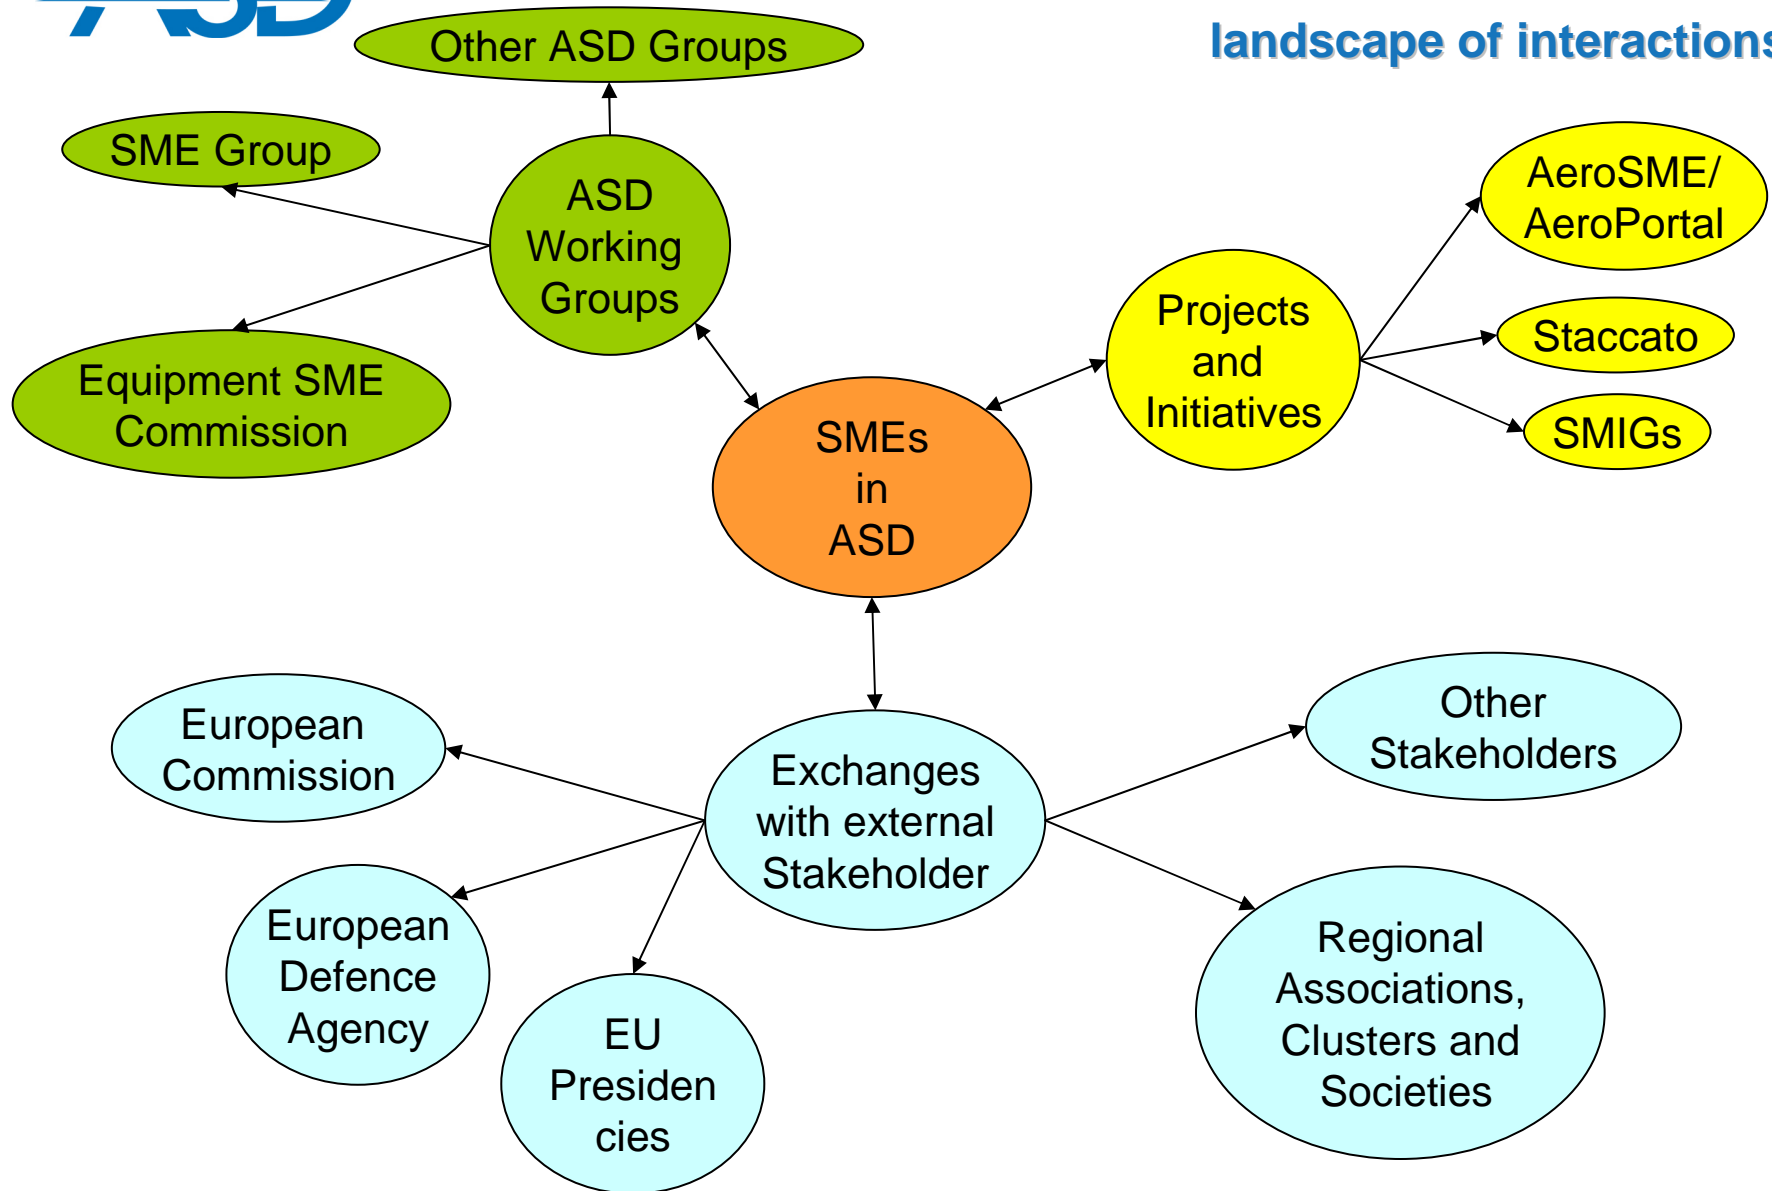 ASD
landscape of interactions
Other ASD Groups
SME Group
ASD
Working
Groups
Equipment SME
Commission
AeroSME/
AeroPortal
Projects
and
Initiatives
Staccato
SMIGs
SMEs
in
ASD
European
Commission
Exchanges
with external
Stakeholder
Other
Stakeholders
European
Defence
Agency
EU
Presiden
cies
Regional
Associations,
Clusters and
Societies